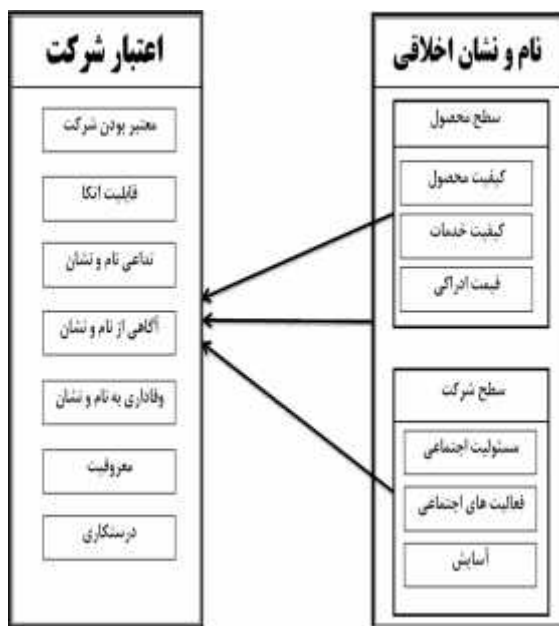 نام و نشان اخلاقی
سطح محصول
کیفیت محصول
کیفیت خدمات
قیمت ادراکی
سطح شرکت
مسئولیت اجتماعی
فعالیت های اجتماعی
آسایش
اعتبار شرکت
معتبر بودن شرکت
قابلیت اتکا
تداعی نام و نشان
آگاهی از نام و نشان
وفاداری به نام و نشان
معروفیت
درستکاری